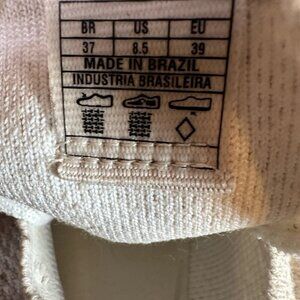 BR US EU
37 8.5 39
MADE IN BRAZIL
INDUSTRIA BRASILEIRA